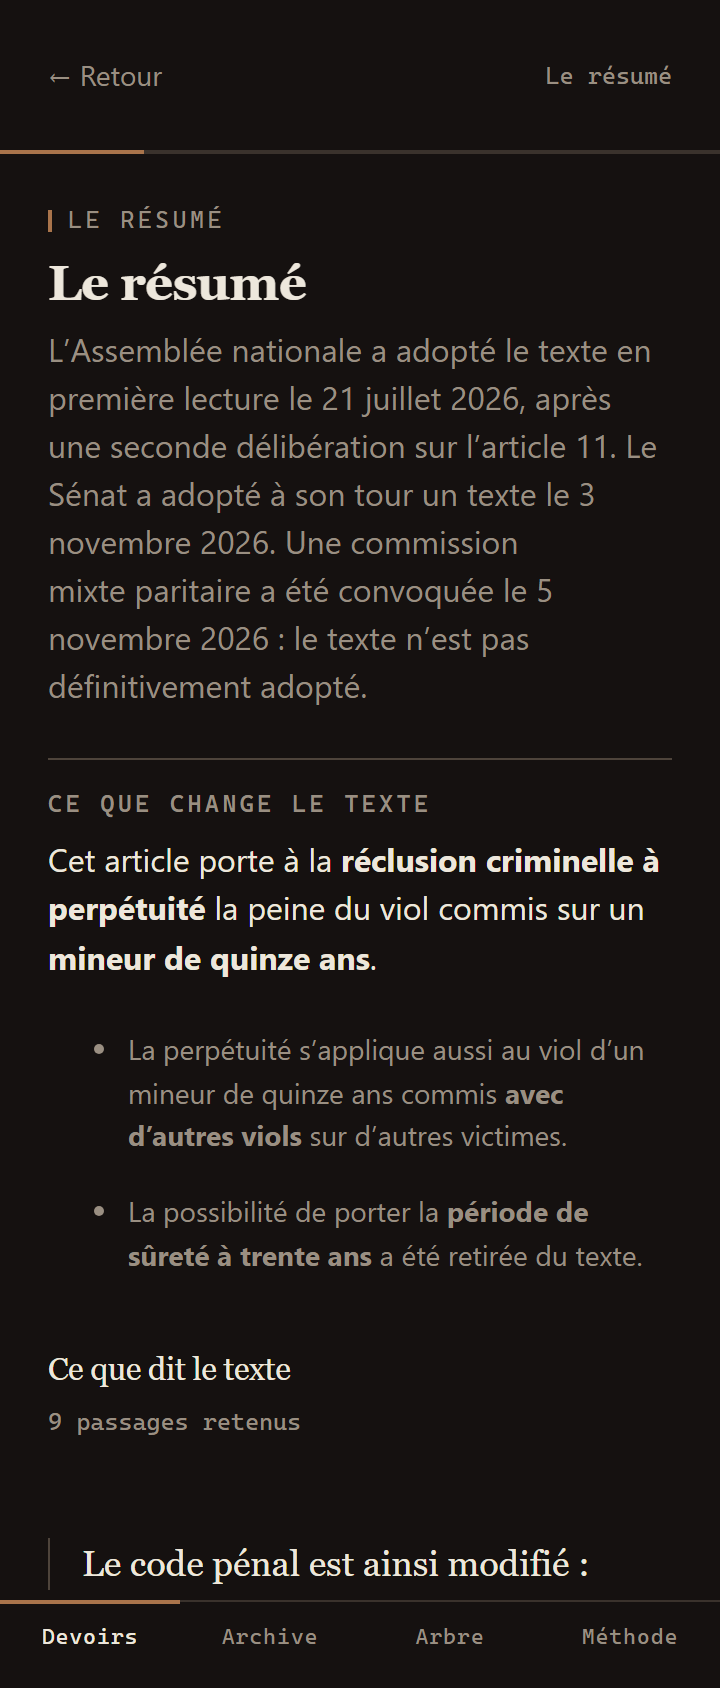 ← Retour
Le résumé
LE RÉSUMÉ
Le résumé
L’Assemblée nationale a adopté le texte en
première lecture le 21 juillet 2026, après
une seconde délibération sur l’article 11. Le
Sénat a adopté à son tour un texte le 3
novembre 2026. Une commission
mixte paritaire a été convoquée le 5
novembre 2026 : le texte n’est pas
définitivement adopté.
CE QUE CHANGE LE TEXTE
Cet article porte à la réclusion criminelle à
perpétuité la peine du viol commis sur un
mineur de quinze ans.
• La perpétuité s’applique aussi au viol d’un
mineur de quinze ans commis avec
d’autres viols sur d’autres victimes.
• La possibilité de porter la période de
sûreté à trente ans a été retirée du texte.
Ce que dit le texte
9 passages retenus
Le code pénal est ainsi modifié :
Devoirs Archive Arbre Méthode